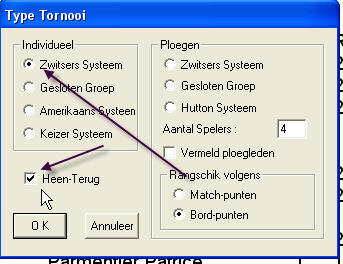 Type Tornooi
Individueel
Zwitsers Systeem
Gesloten Groep
Amerikaans Systeen
Keizer Systeem
Heen-Terug
O K
Annuleer
Ploegen
Zwitsers Systeem
Gesloten Groep
Hutton Systeem
Aantal Spelers :
4
Vermeld ploegleden
Rangschik volgens
Match-punten
Bord-punten
Parmentier Patrice